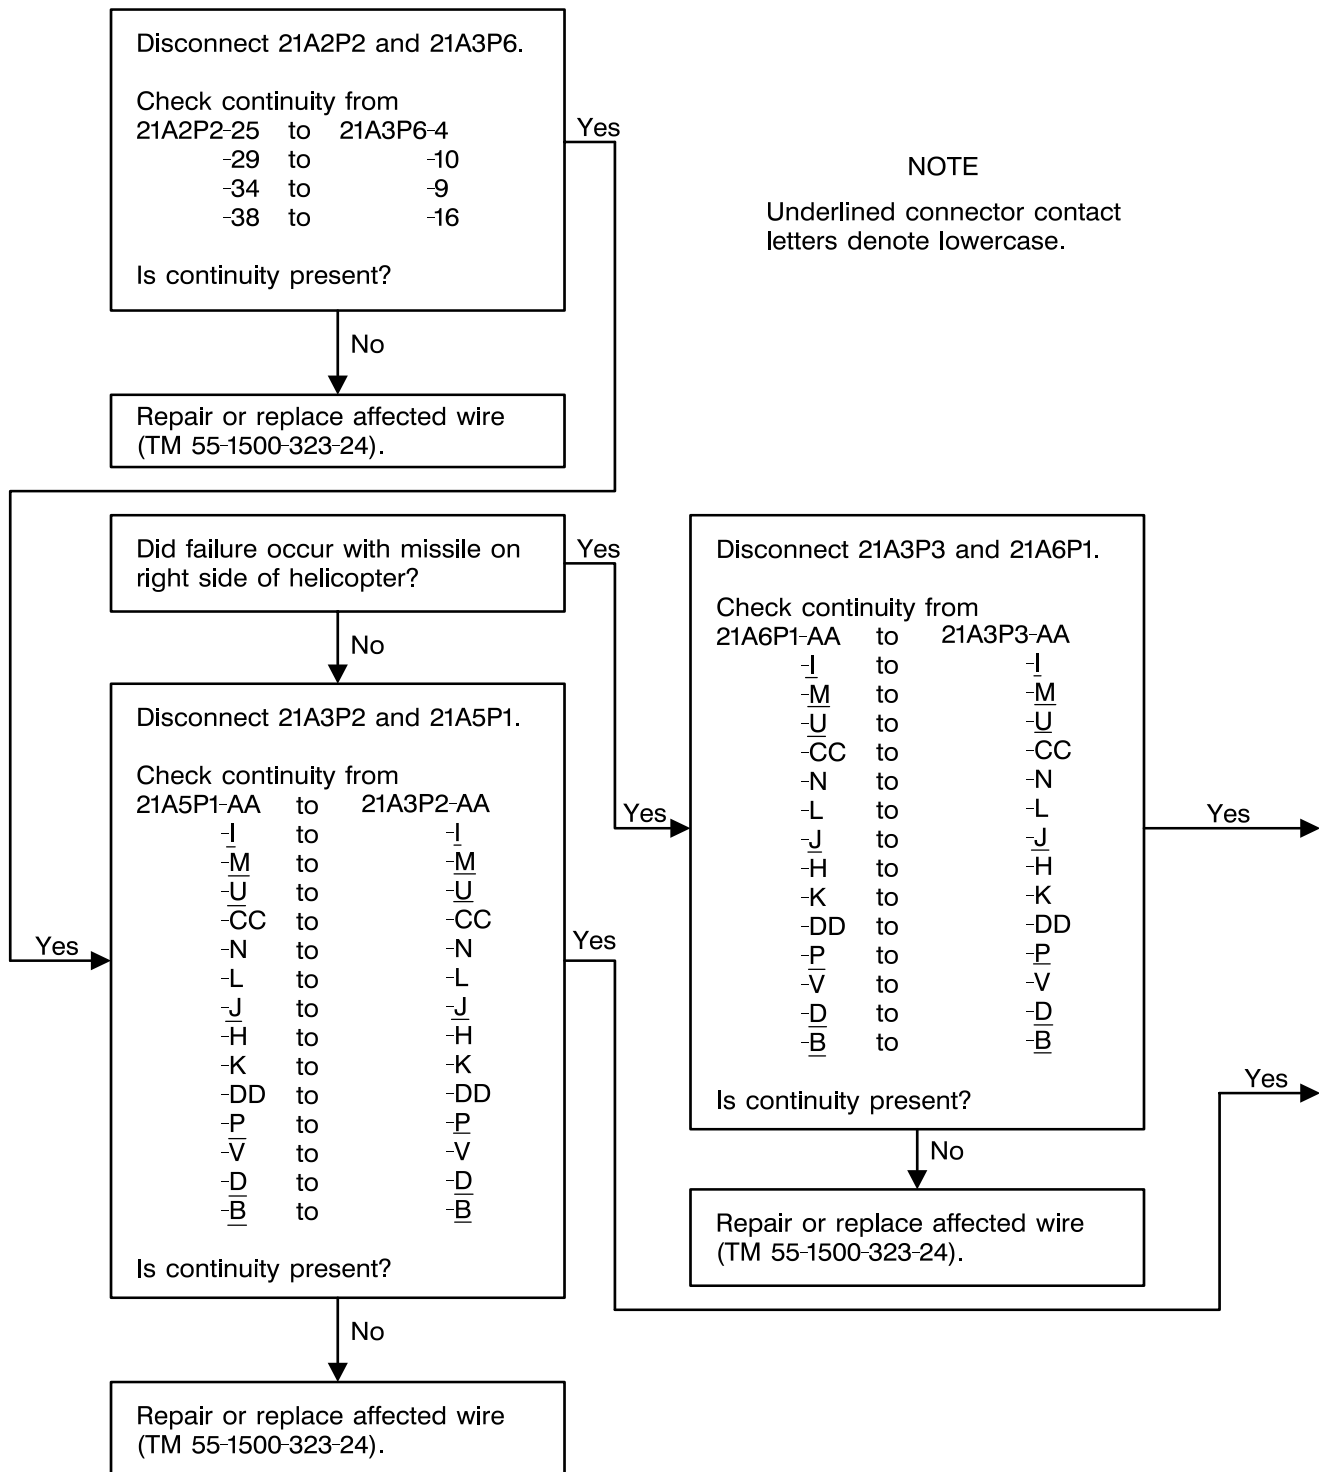 Disconnect 21A2P2 and 21A3P6.
Check continuity from
21A2P2-25 to 21A3P6-4
-29 to -10
-34 to -9
-38 to -16
Is continuity present?
Yes
NOTE
Underlined connector contact
letters denote lowercase.
No
Repair or replace affected wire
(TM 55-1500-323-24).
Did failure occur with missile on
right side of helicopter?
Yes
No
Disconnect 21A3P2 and 21A5P1.
Check continuity from
21A5P1-AA to 21A3P2-AA
-I to -I
-M to -M
-U to -U
-CC to -CC
-N to -N
-L to -L
-J to -J
-H to -H
-K to -K
-DD to -DD
-P to -P
-V to -V
-D to -D
-B to -B
Is continuity present?
Yes
Yes
No
Repair or replace affected wire
(TM 55-1500-323-24).
Yes
Disconnect 21A3P3 and 21A6P1.
Check continuity from
21A6P1-AA to 21A3P3-AA
-I to -I
-M to -M
-U to -U
-CC to -CC
-N to -N
-L to -L
-J to -J
-H to -H
-K to -K
-DD to -DD
-P to -P
-V to -V
-D to -D
-B to -B
Is continuity present?
Yes
Yes
No
Repair or replace affected wire
(TM 55-1500-323-24).